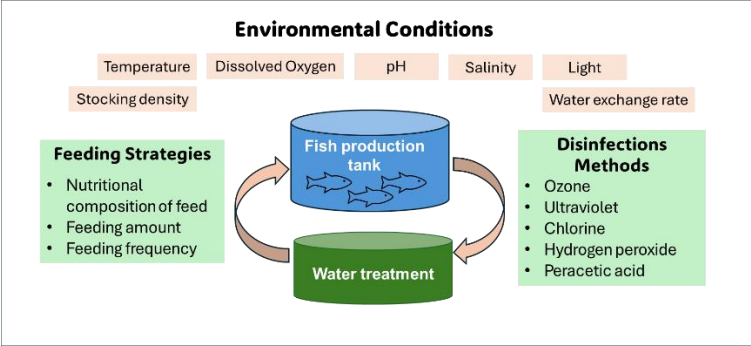 Environmental Conditions
Temperature
Dissolved Oxygen
pH
Salinity
Light
Stocking density
Water exchange rate
Feeding Strategies
• Nutritional
composition of feed
• Feeding amount
• Feeding frequency
Fish production
tank
Water treatment
Disinfections
Methods
• Ozone
• Ultraviolet
• Chlorine
• Hydrogen peroxide
• Peracetic acid